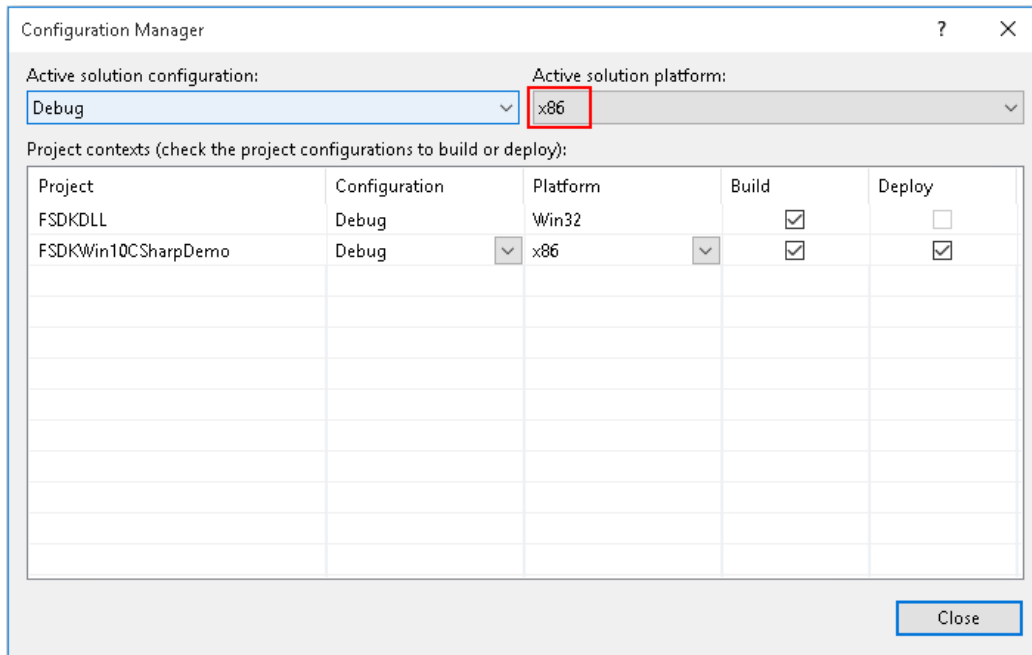 Configuration Manager ?
Active solution configuration: Active solution platform:
Debug x86
Project contexts (check the project configurations to build or deploy):
Project Configuration Platform Build Deploy
FSDKDLL Debug Win32
FSDKWin10CSharpDemo Debug x86
Close